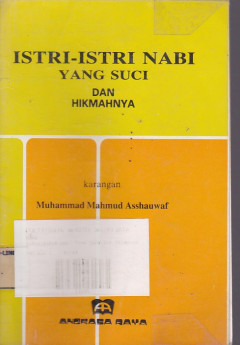 ISTRI-ISTRI NABI
YANG SUCI
DAN
HIKMAHNYA
karangan
Muhammad Mahmud Asshauwaf
ANGKASA RAYA